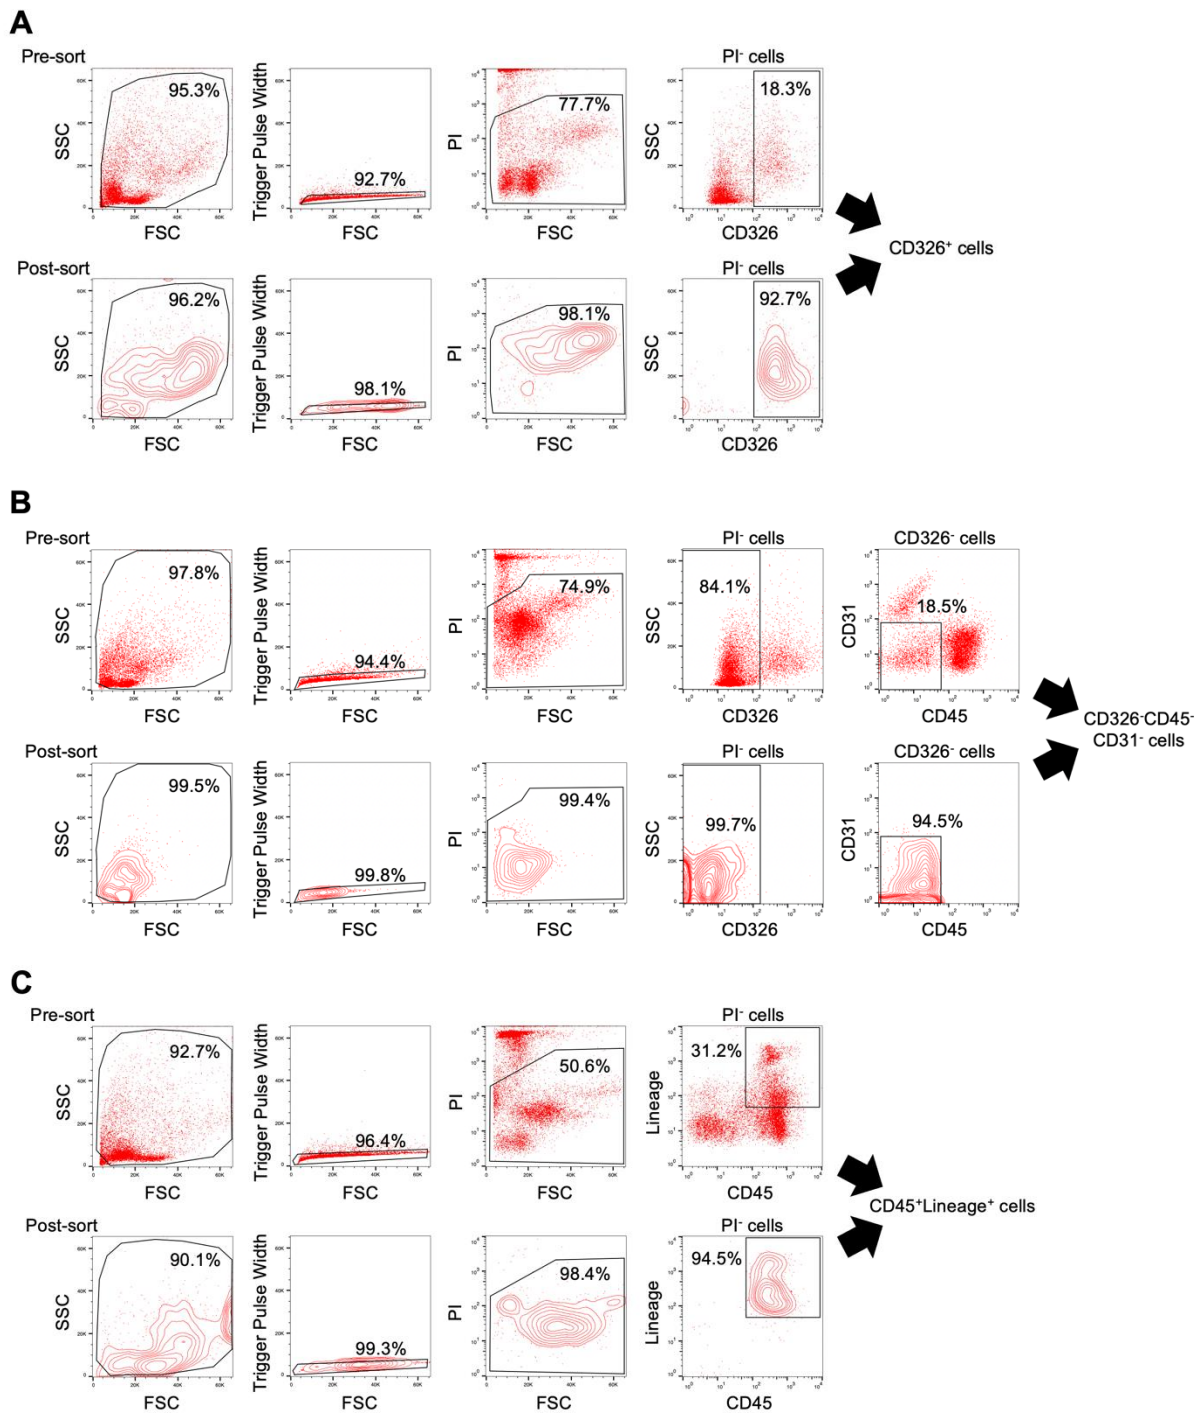 A
Pre-sort
PI⁻ cells
95.3%
92.7%
77.7%
18.3%
SSC
Trigger Pulse Width
PI
SSC
FSC
FSC
FSC
CD326
CD326⁺ cells
Post-sort
PI⁻ cells
96.2%
98.1%
98.1%
92.7%
SSC
Trigger Pulse Width
PI
SSC
FSC
FSC
FSC
CD326
B
Pre-sort
PI⁻ cells
CD326⁻ cells
97.8%
94.4%
74.9%
84.1%
18.5%
SSC
Trigger Pulse Width
PI
SSC
CD31
FSC
FSC
FSC
CD326
CD45
CD326⁻CD45⁻
CD31⁻ cells
Post-sort
PI⁻ cells
CD326⁻ cells
99.5%
99.8%
99.4%
99.7%
94.5%
SSC
Trigger Pulse Width
PI
SSC
CD31
FSC
FSC
FSC
CD326
CD45
C
Pre-sort
PI⁻ cells
92.7%
96.4%
50.6%
31.2%
SSC
Trigger Pulse Width
PI
Lineage
FSC
FSC
FSC
CD45
CD45⁺Lineage⁺ cells
Post-sort
PI⁻ cells
90.1%
99.3%
98.4%
94.5%
SSC
Trigger Pulse Width
PI
Lineage
FSC
FSC
FSC
CD45